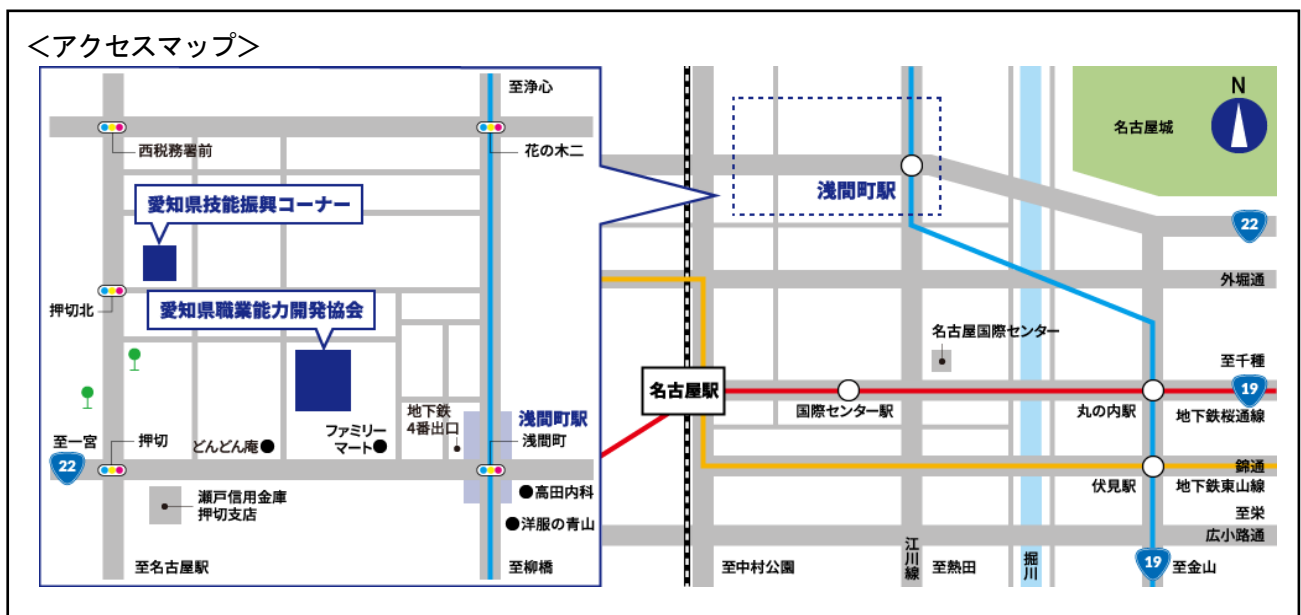 ＜アクセスマップ＞
至浄心
西税務署前
花の木二
愛知県技能振興コーナー
押切北
愛知県職業能力開発協会
地下鉄
4番出口
浅間町駅
浅間町
至一宮
22
押切
どんどん庵
ファミリー
マート
瀬戸信用金庫
押切支店
高田内科
洋服の青山
至名古屋駅
至柳橋
N
名古屋城
浅間町駅
22
外堀通
名古屋国際センター
至千種
19
名古屋駅
国際センター駅
丸の内駅
地下鉄桜通線
錦通
伏見駅
地下鉄東山線
至栄
広小路通
至中村公園
江川線
至熱田
堀川
19
至金山